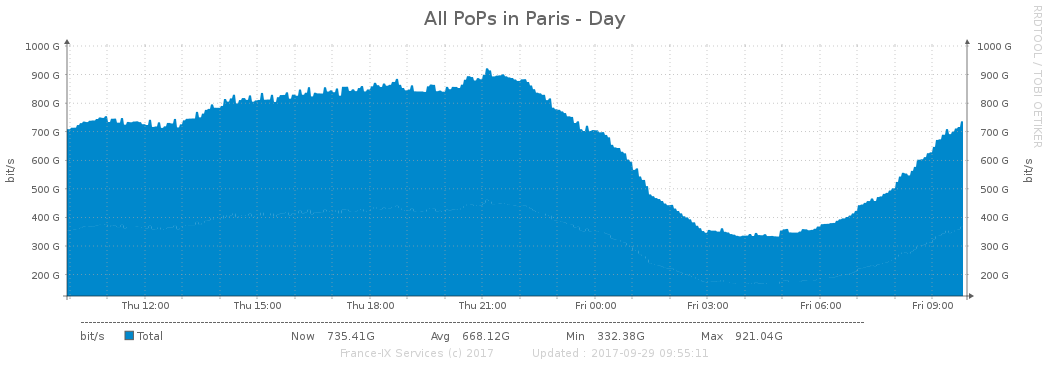 All PoPs in Paris - Day
RRDTOOL / TOBI OETIKER
1000 G 1000 G
900 G 900 G
800 G 800 G
700 G 700 G
600 G 600 G
500 G 500 G
400 G 400 G
300 G 300 G
200 G 200 G
bit/s bit/s
Thu 12:00 Thu 15:00 Thu 18:00 Thu 21:00 Fri 00:00 Fri 03:00 Fri 06:00 Fri 09:00
bit/s Total Now 735.41G Avg 668.12G Min 332.38G Max 921.04G
France-IX Services (c) 2017 Updated : 2017-09-29 09:55:11